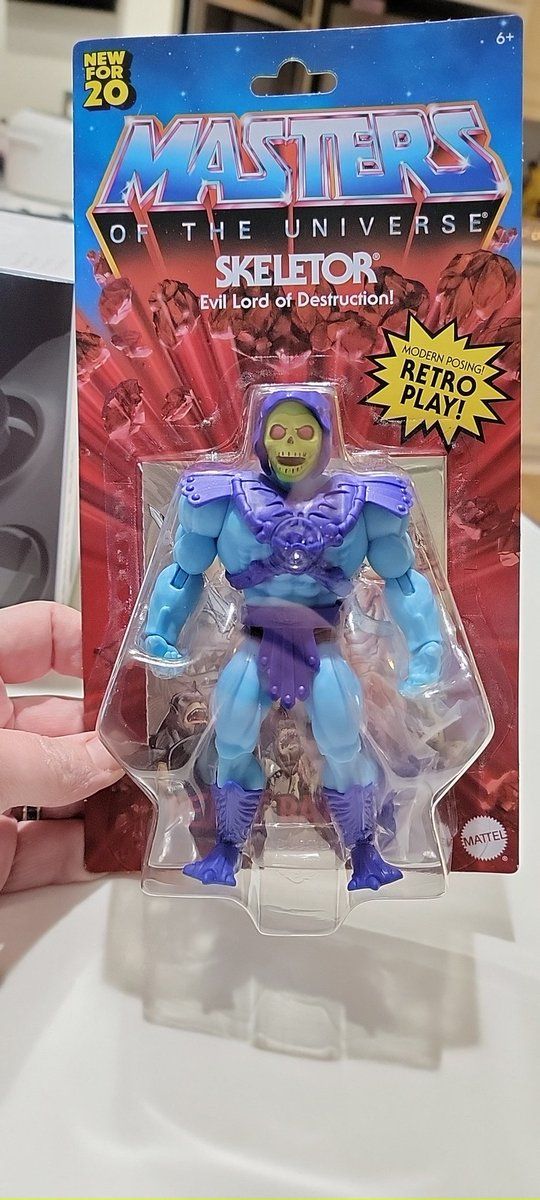 6+
NEW
FOR
20
MASTERS
OF THE UNIVERSE®
SKELETOR®
Evil Lord of Destruction!
MODERN POSING!
RETRO
PLAY!
MATTEL
®